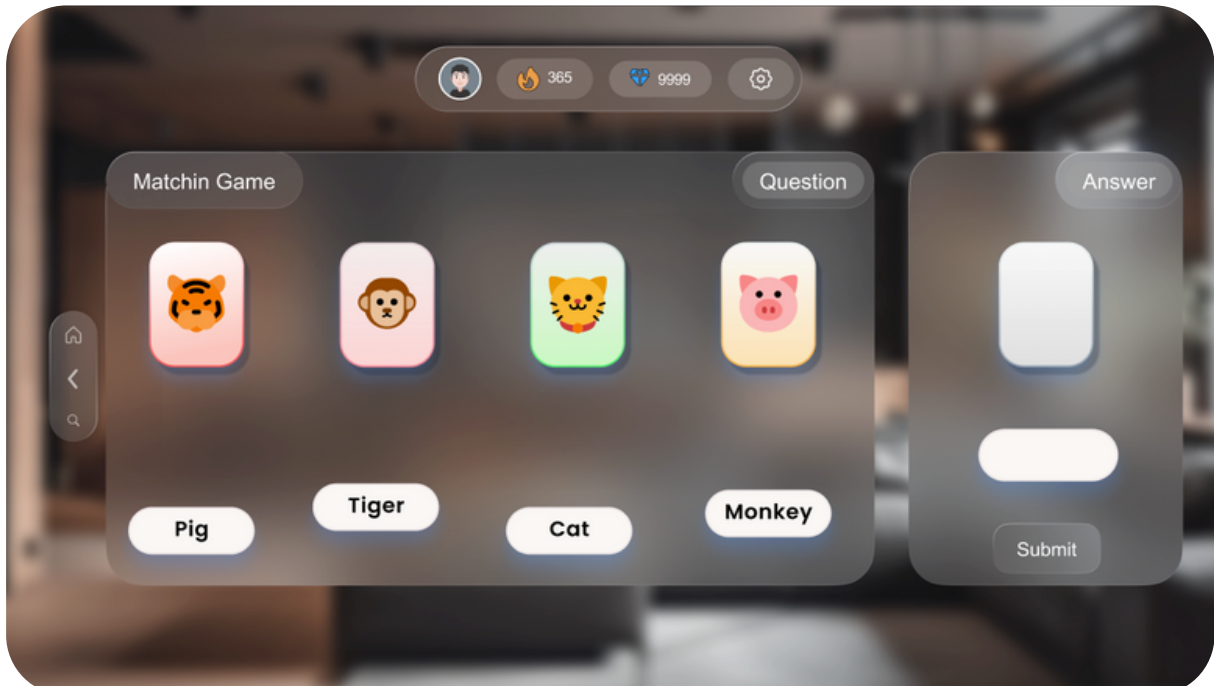 365
9999
Matchin Game
Question
Answer
Tiger
Monkey
Pig
Cat
Submit